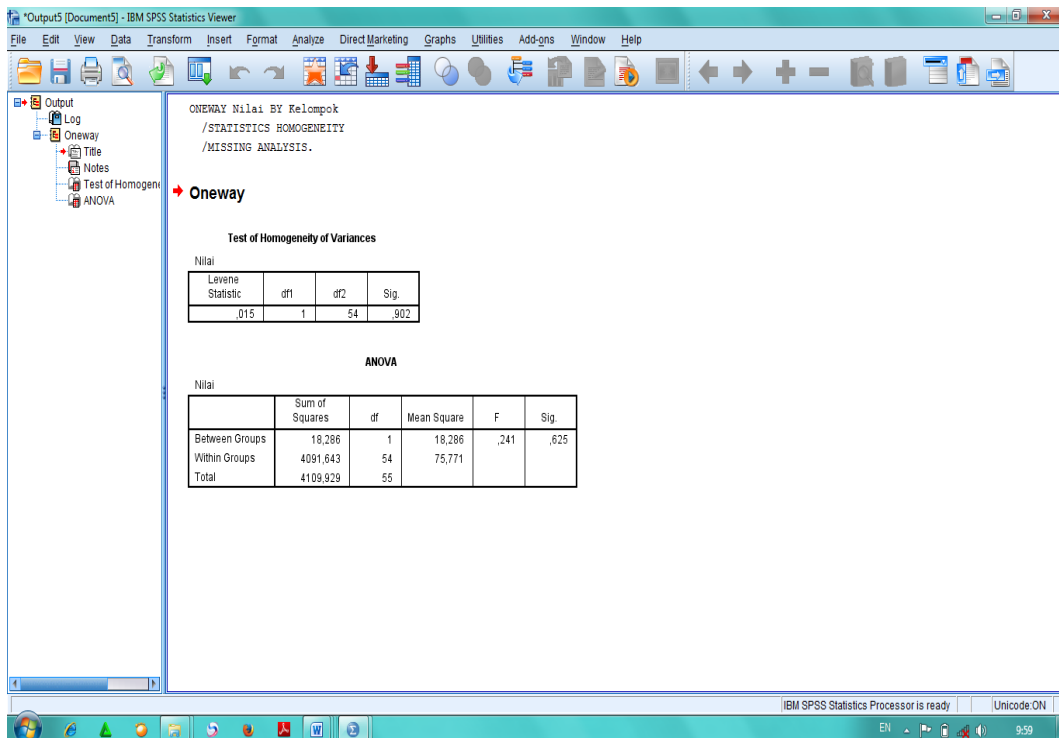 *Output5 [Document5] - IBM SPSS Statistics Viewer
File Edit View Data Transform Insert Format Analyze Direct Marketing Graphs Utilities Add-ons Window Help
Output
Log
Oneway
Title
Notes
Test of Homogene
ANOVA
ONEWAY Nilai BY Kelompok
/STATISTICS HOMOGENEITY
/MISSING ANALYSIS.
Oneway
Test of Homogeneity of Variances
Nilai
Levene Statistic df1 df2 Sig.
,015 1 54 ,902
ANOVA
Nilai
Sum of Squares df Mean Square F Sig.
Between Groups 18,286 1 18,286 ,241 ,625
Within Groups 4091,643 54 75,771
Total 4109,929 55
IBM SPSS Statistics Processor is ready Unicode:ON
EN 9:59